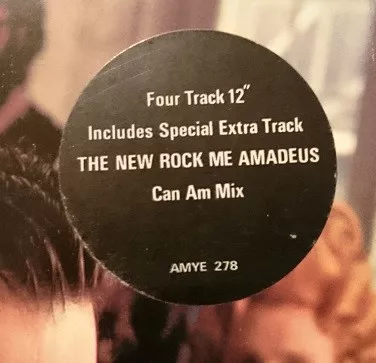 Four Track 12"
Includes Special Extra Track
THE NEW ROCK ME AMADEUS
Can Am Mix
AMYE 278